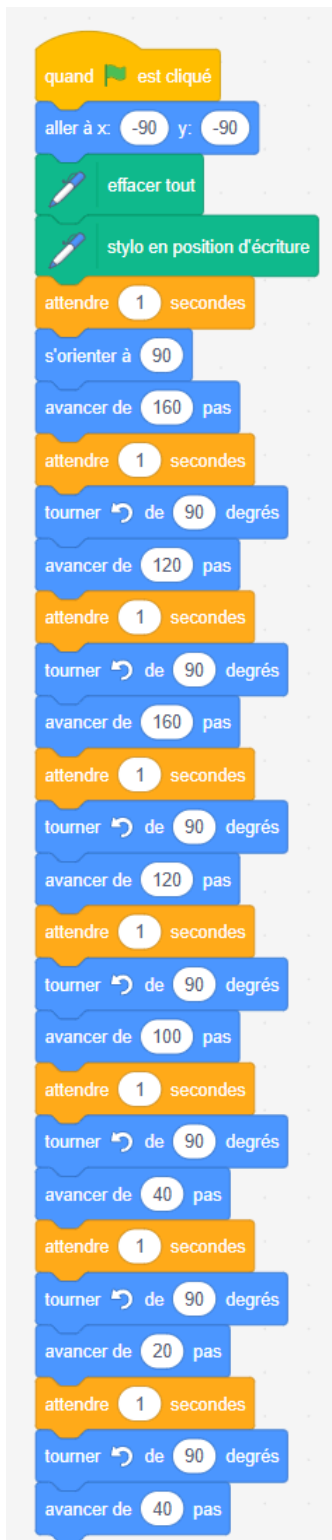 quand est cliqué
aller à x: -90 y: -90
effacer tout
stylo en position d'écriture
attendre 1 secondes
s'orienter à 90
avancer de 160 pas
attendre 1 secondes
tourner de 90 degrés
avancer de 120 pas
attendre 1 secondes
tourner de 90 degrés
avancer de 160 pas
attendre 1 secondes
tourner de 90 degrés
avancer de 120 pas
attendre 1 secondes
tourner de 90 degrés
avancer de 100 pas
attendre 1 secondes
tourner de 90 degrés
avancer de 40 pas
attendre 1 secondes
tourner de 90 degrés
avancer de 20 pas
attendre 1 secondes
tourner de 90 degrés
avancer de 40 pas